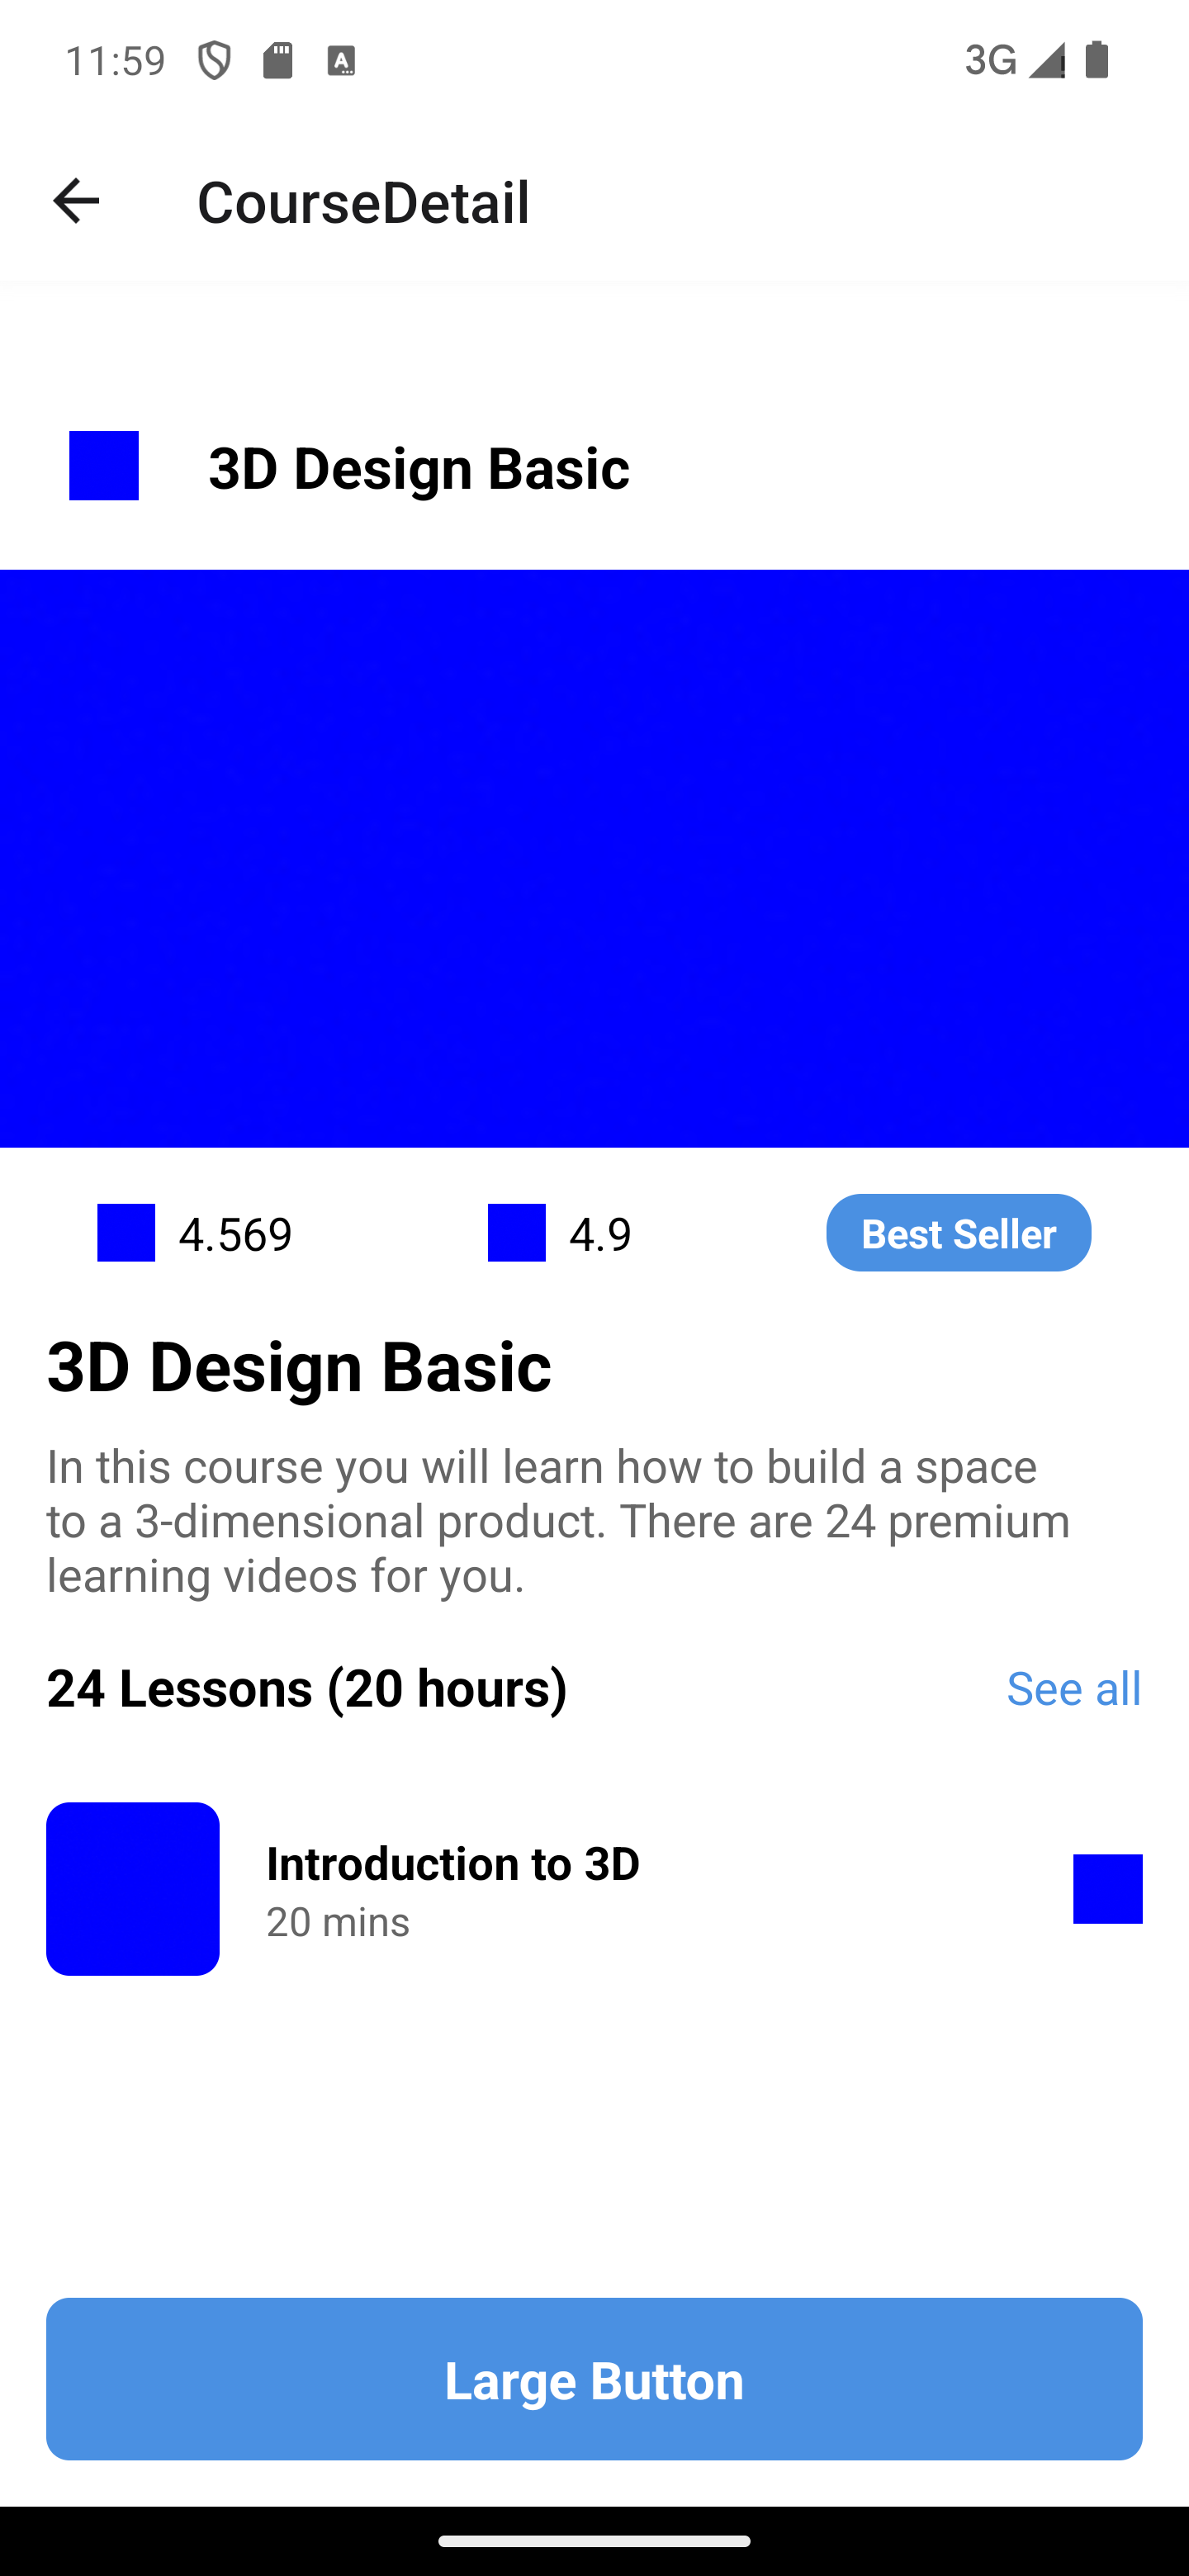 11:59
3G
CourseDetail
3D Design Basic
4.569
4.9
Best Seller
3D Design Basic
In this course you will learn how to build a space
to a 3-dimensional product. There are 24 premium
learning videos for you.
24 Lessons (20 hours)
See all
Introduction to 3D
20 mins
Large Button